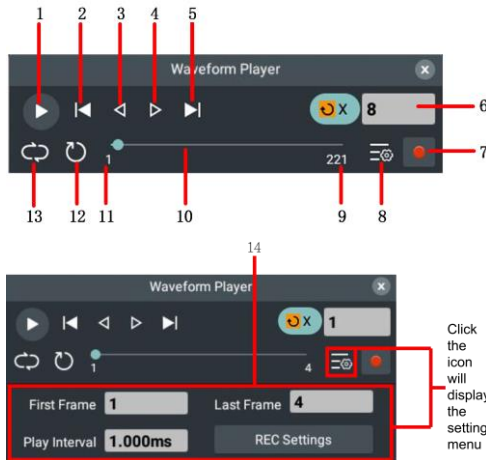 1 2 3 4 5
Waveform Player
X 8 6
1 221 7
13 12 11 10 9 8
14
Waveform Player
X 1
1 4
Click
the
icon
will
display
the
setting
menu
First Frame 1 Last Frame 4
Play Interval 1.000ms REC Settings